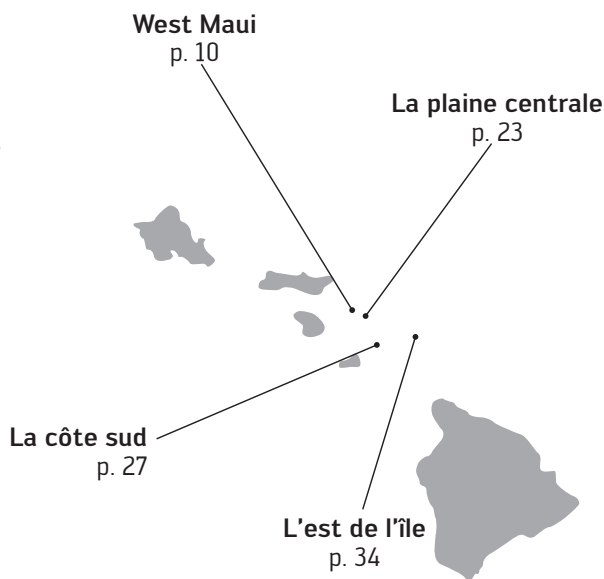 West Maui
p. 10
La plaine centrale
p. 23
La côte sud
p. 27
L'est de l'île
p. 34